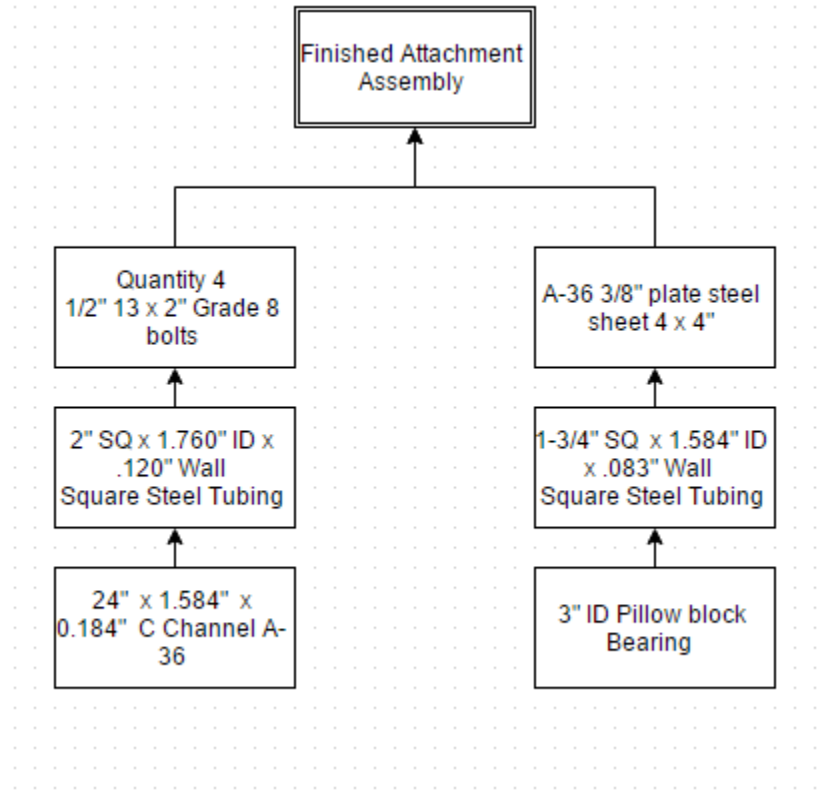 Finished Attachment
Assembly
Quantity 4
1/2" 13 x 2" Grade 8
bolts
A-36 3/8" plate steel
sheet 4 x 4"
2" SQ x 1.760" ID x
.120" Wall
Square Steel Tubing
1-3/4" SQ x 1.584" ID
x .083" Wall
Square Steel Tubing
24" x 1.584" x
0.184" C Channel A-
36
3" ID Pillow block
Bearing